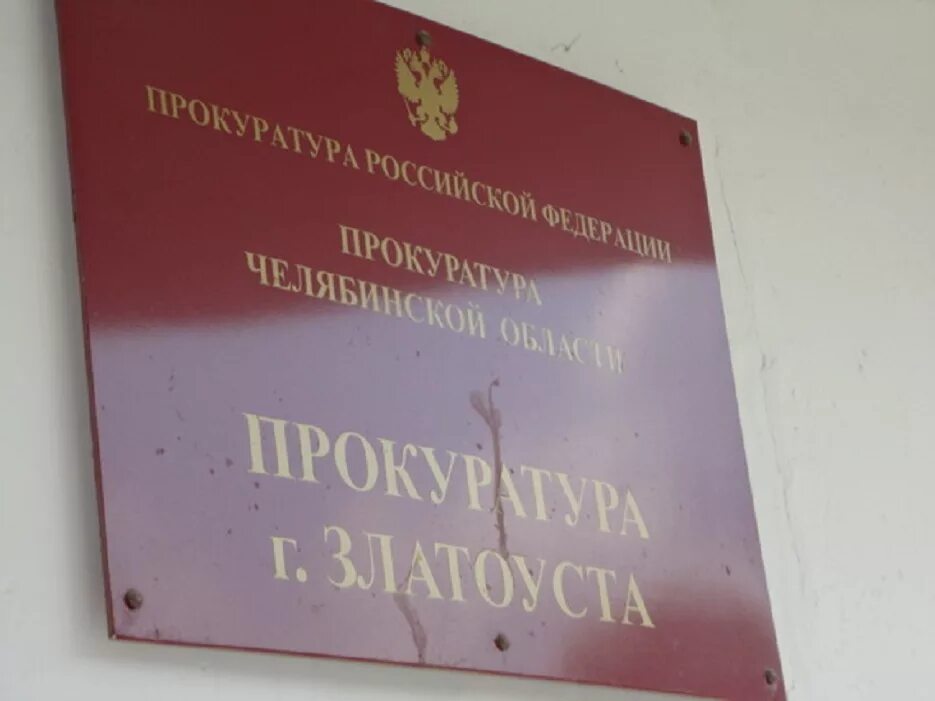 ПРОКУРАТУРА РОССИЙСКОЙ ФЕДЕРАЦИИ
ПРОКУРАТУРА
ЧЕЛЯБИНСКОЙ ОБЛАСТИ
ПРОКУРАТУРА
г. ЗЛАТОУСТА